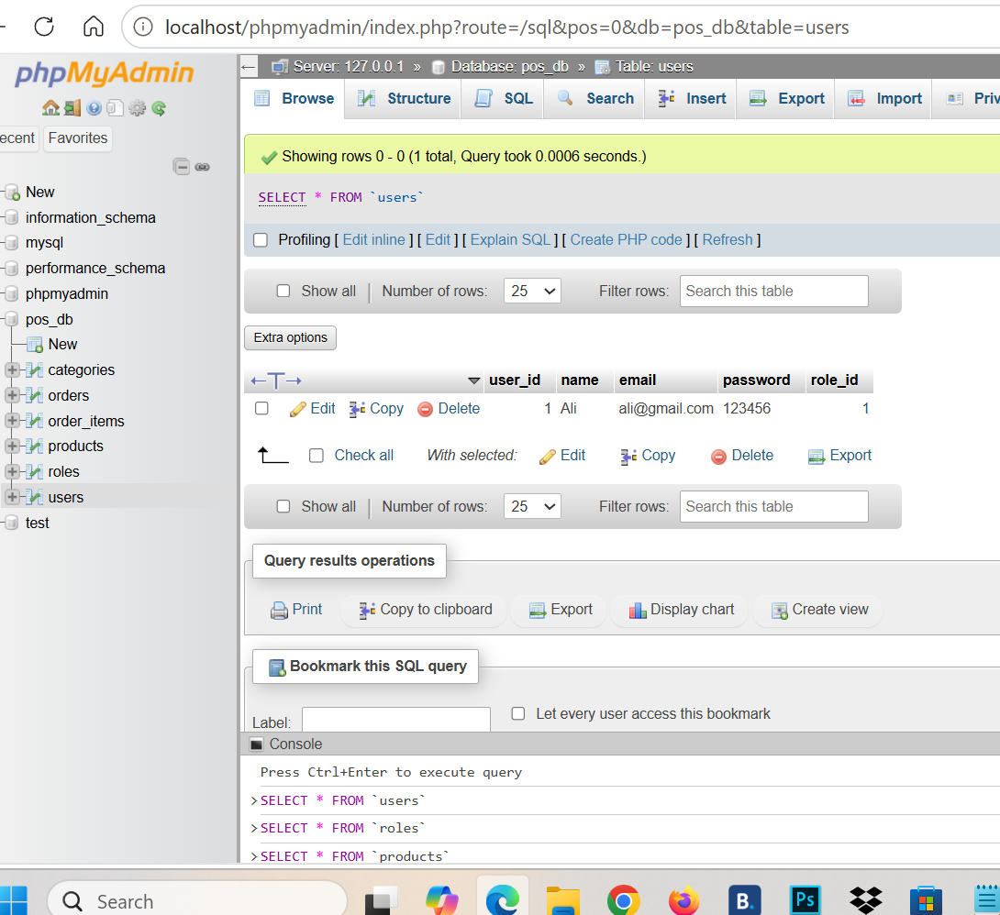 localhost/phpmyadmin/index.php?route=/sql&pos=0&db=pos_db&table=users
phpMyAdmin
Server: 127.0.0.1 » Database: pos_db » Table: users
Browse Structure SQL Search Insert Export Import Priv
ecent Favorites
Showing rows 0 - 0 (1 total, Query took 0.0006 seconds.)
New
SELECT * FROM `users`
information_schema
mysql
Profiling [ Edit inline ] [ Edit ] [ Explain SQL ] [ Create PHP code ] [ Refresh ]
performance_schema
phpmyadmin
Show all Number of rows: 25 Filter rows: Search this table
pos_db
New
Extra options
categories
user_id name email password role_id
orders
Edit Copy Delete 1 Ali ali@gmail.com 123456 1
order_items
products
Check all With selected: Edit Copy Delete Export
roles
users
Show all Number of rows: 25 Filter rows: Search this table
test
Query results operations
Print Copy to clipboard Export Display chart Create view
Bookmark this SQL query
Label: Let every user access this bookmark
Console
Press Ctrl+Enter to execute query
>SELECT * FROM `users`
>SELECT * FROM `roles`
>SELECT * FROM `products`
Search
B.
Ps